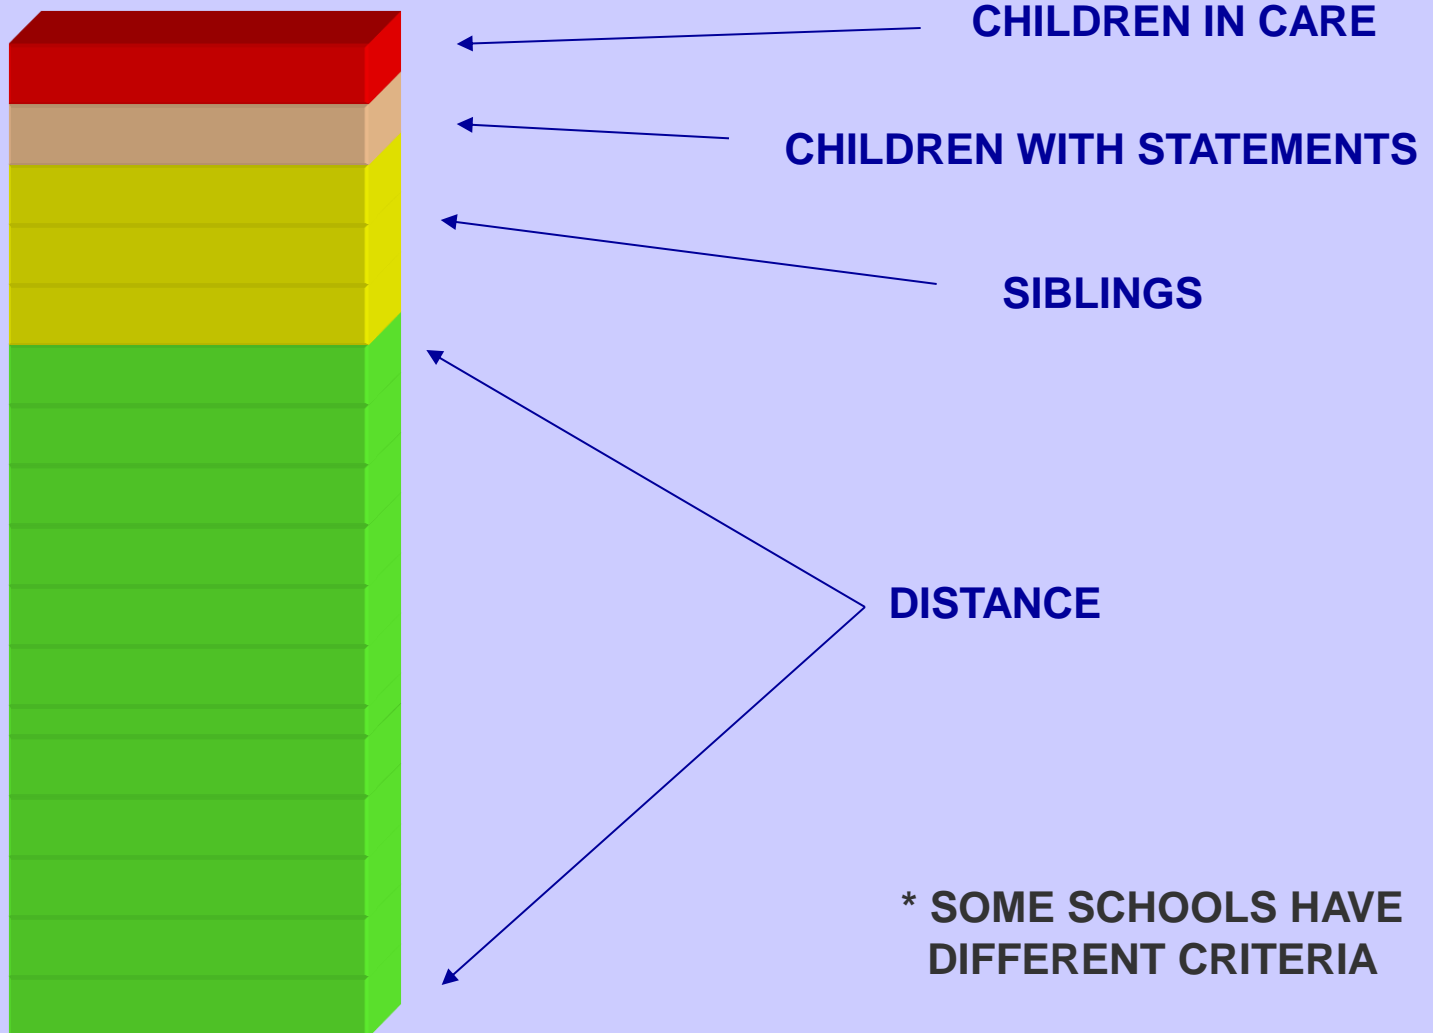 CHILDREN IN CARE
CHILDREN WITH STATEMENTS
SIBLINGS
DISTANCE
* SOME SCHOOLS HAVE
DIFFERENT CRITERIA